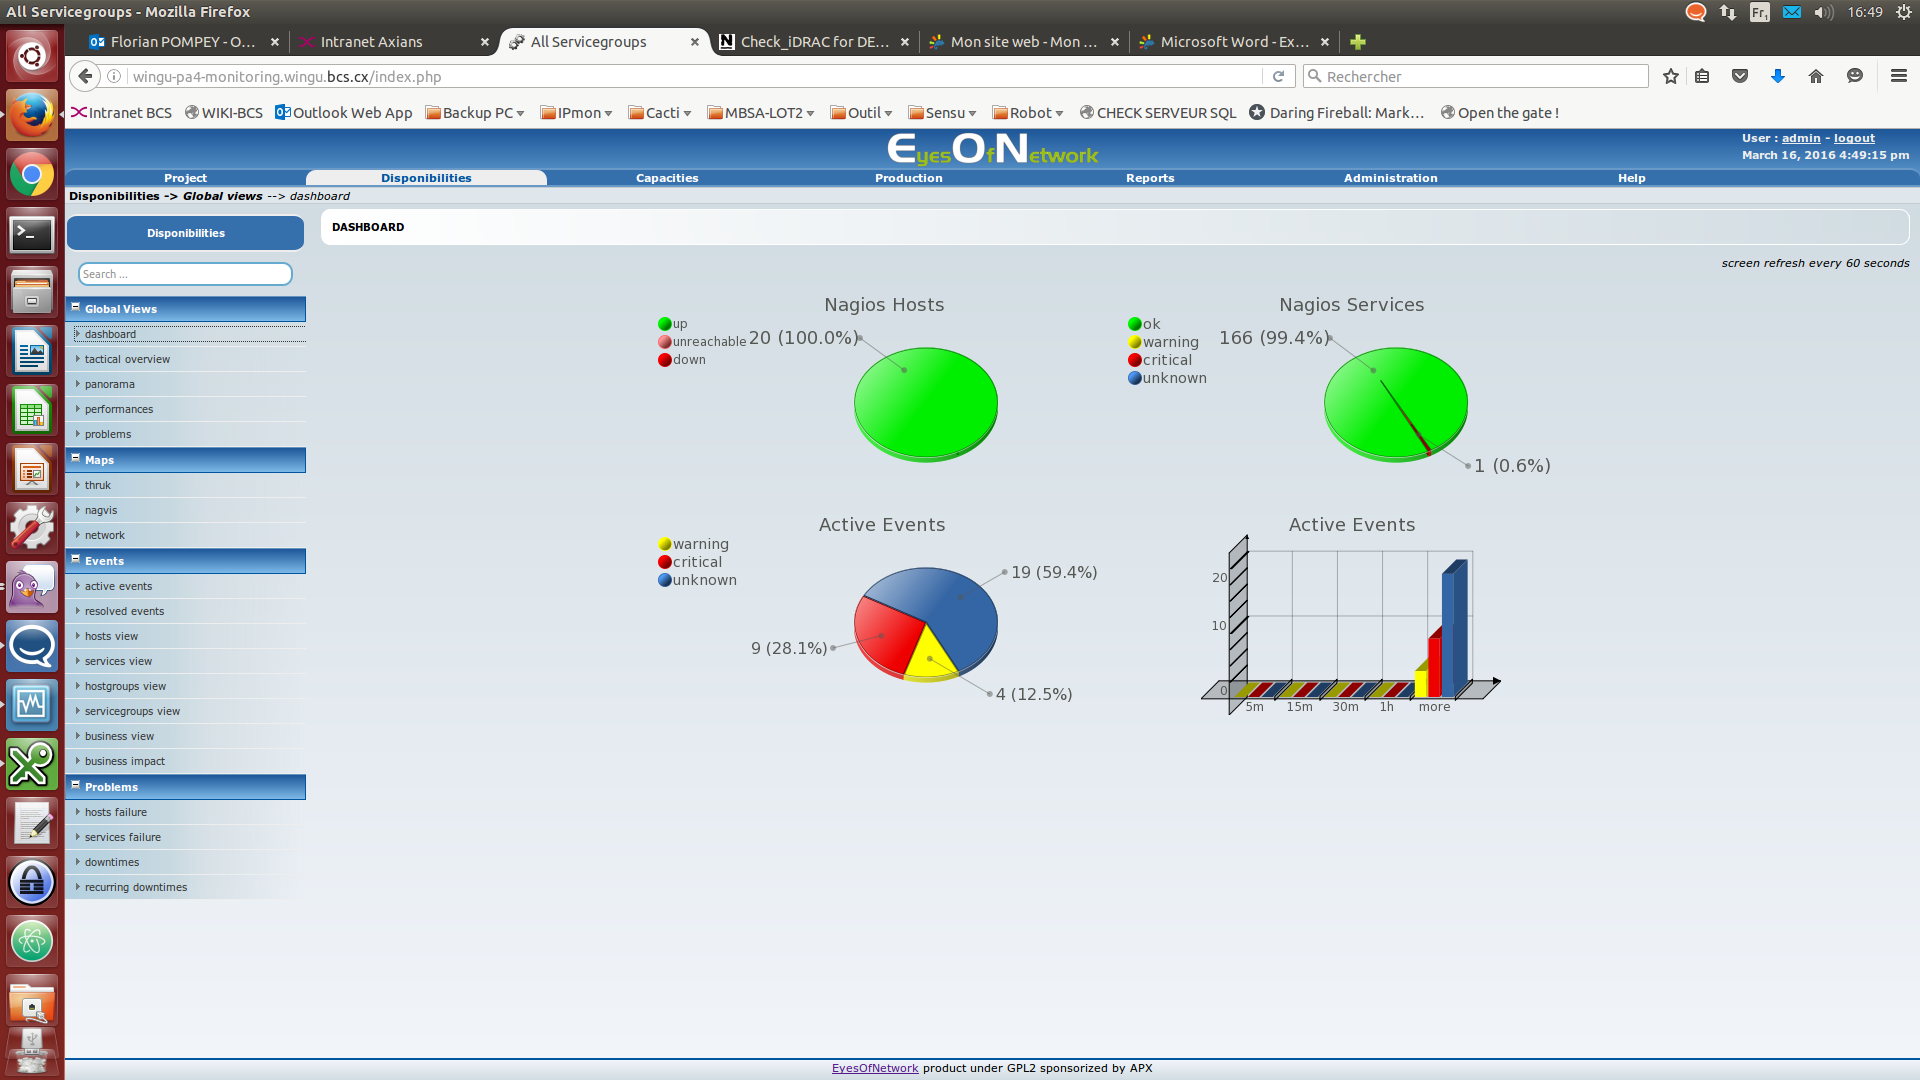 All Servicegroups - Mozilla Firefox
Fr1 16:49
Florian POMPEY - O... × Intranet Axians × All Servicegroups × Check_iDRAC for DE... × Mon site web - Mon ... × Microsoft Word - Ex... ×
wingu-pa4-monitoring.wingu.bcs.cx/index.php Rechercher
Intranet BCS WIKI-BCS Outlook Web App Backup PC IPmon Cacti MBSA-LOT2 Outil Sensu Robot CHECK SERVEUR SQL Daring Fireball: Mark... Open the gate !
EyesOfNetwork
User : admin - logout
March 16, 2016 4:49:15 pm
Project Disponibilities Capacities Production Reports Administration Help
Disponibilities -> Global views --> dashboard
Disponibilities
Search ...
Global Views
dashboard
tactical overview
panorama
performances
problems
Maps
thruk
nagvis
network
Events
active events
resolved events
hosts view
services view
hostgroups view
servicegroups view
business view
business impact
Problems
hosts failure
services failure
downtimes
recurring downtimes
DASHBOARD
screen refresh every 60 seconds
Nagios Hosts
up
unreachable
down
20 (100.0%)
Nagios Services
ok
warning
critical
unknown
166 (99.4%)
1 (0.6%)
Active Events
warning
critical
unknown
19 (59.4%)
9 (28.1%)
4 (12.5%)
Active Events
20
10
0
5m 15m 30m 1h more
EyesOfNetwork product under GPL2 sponsorized by APX